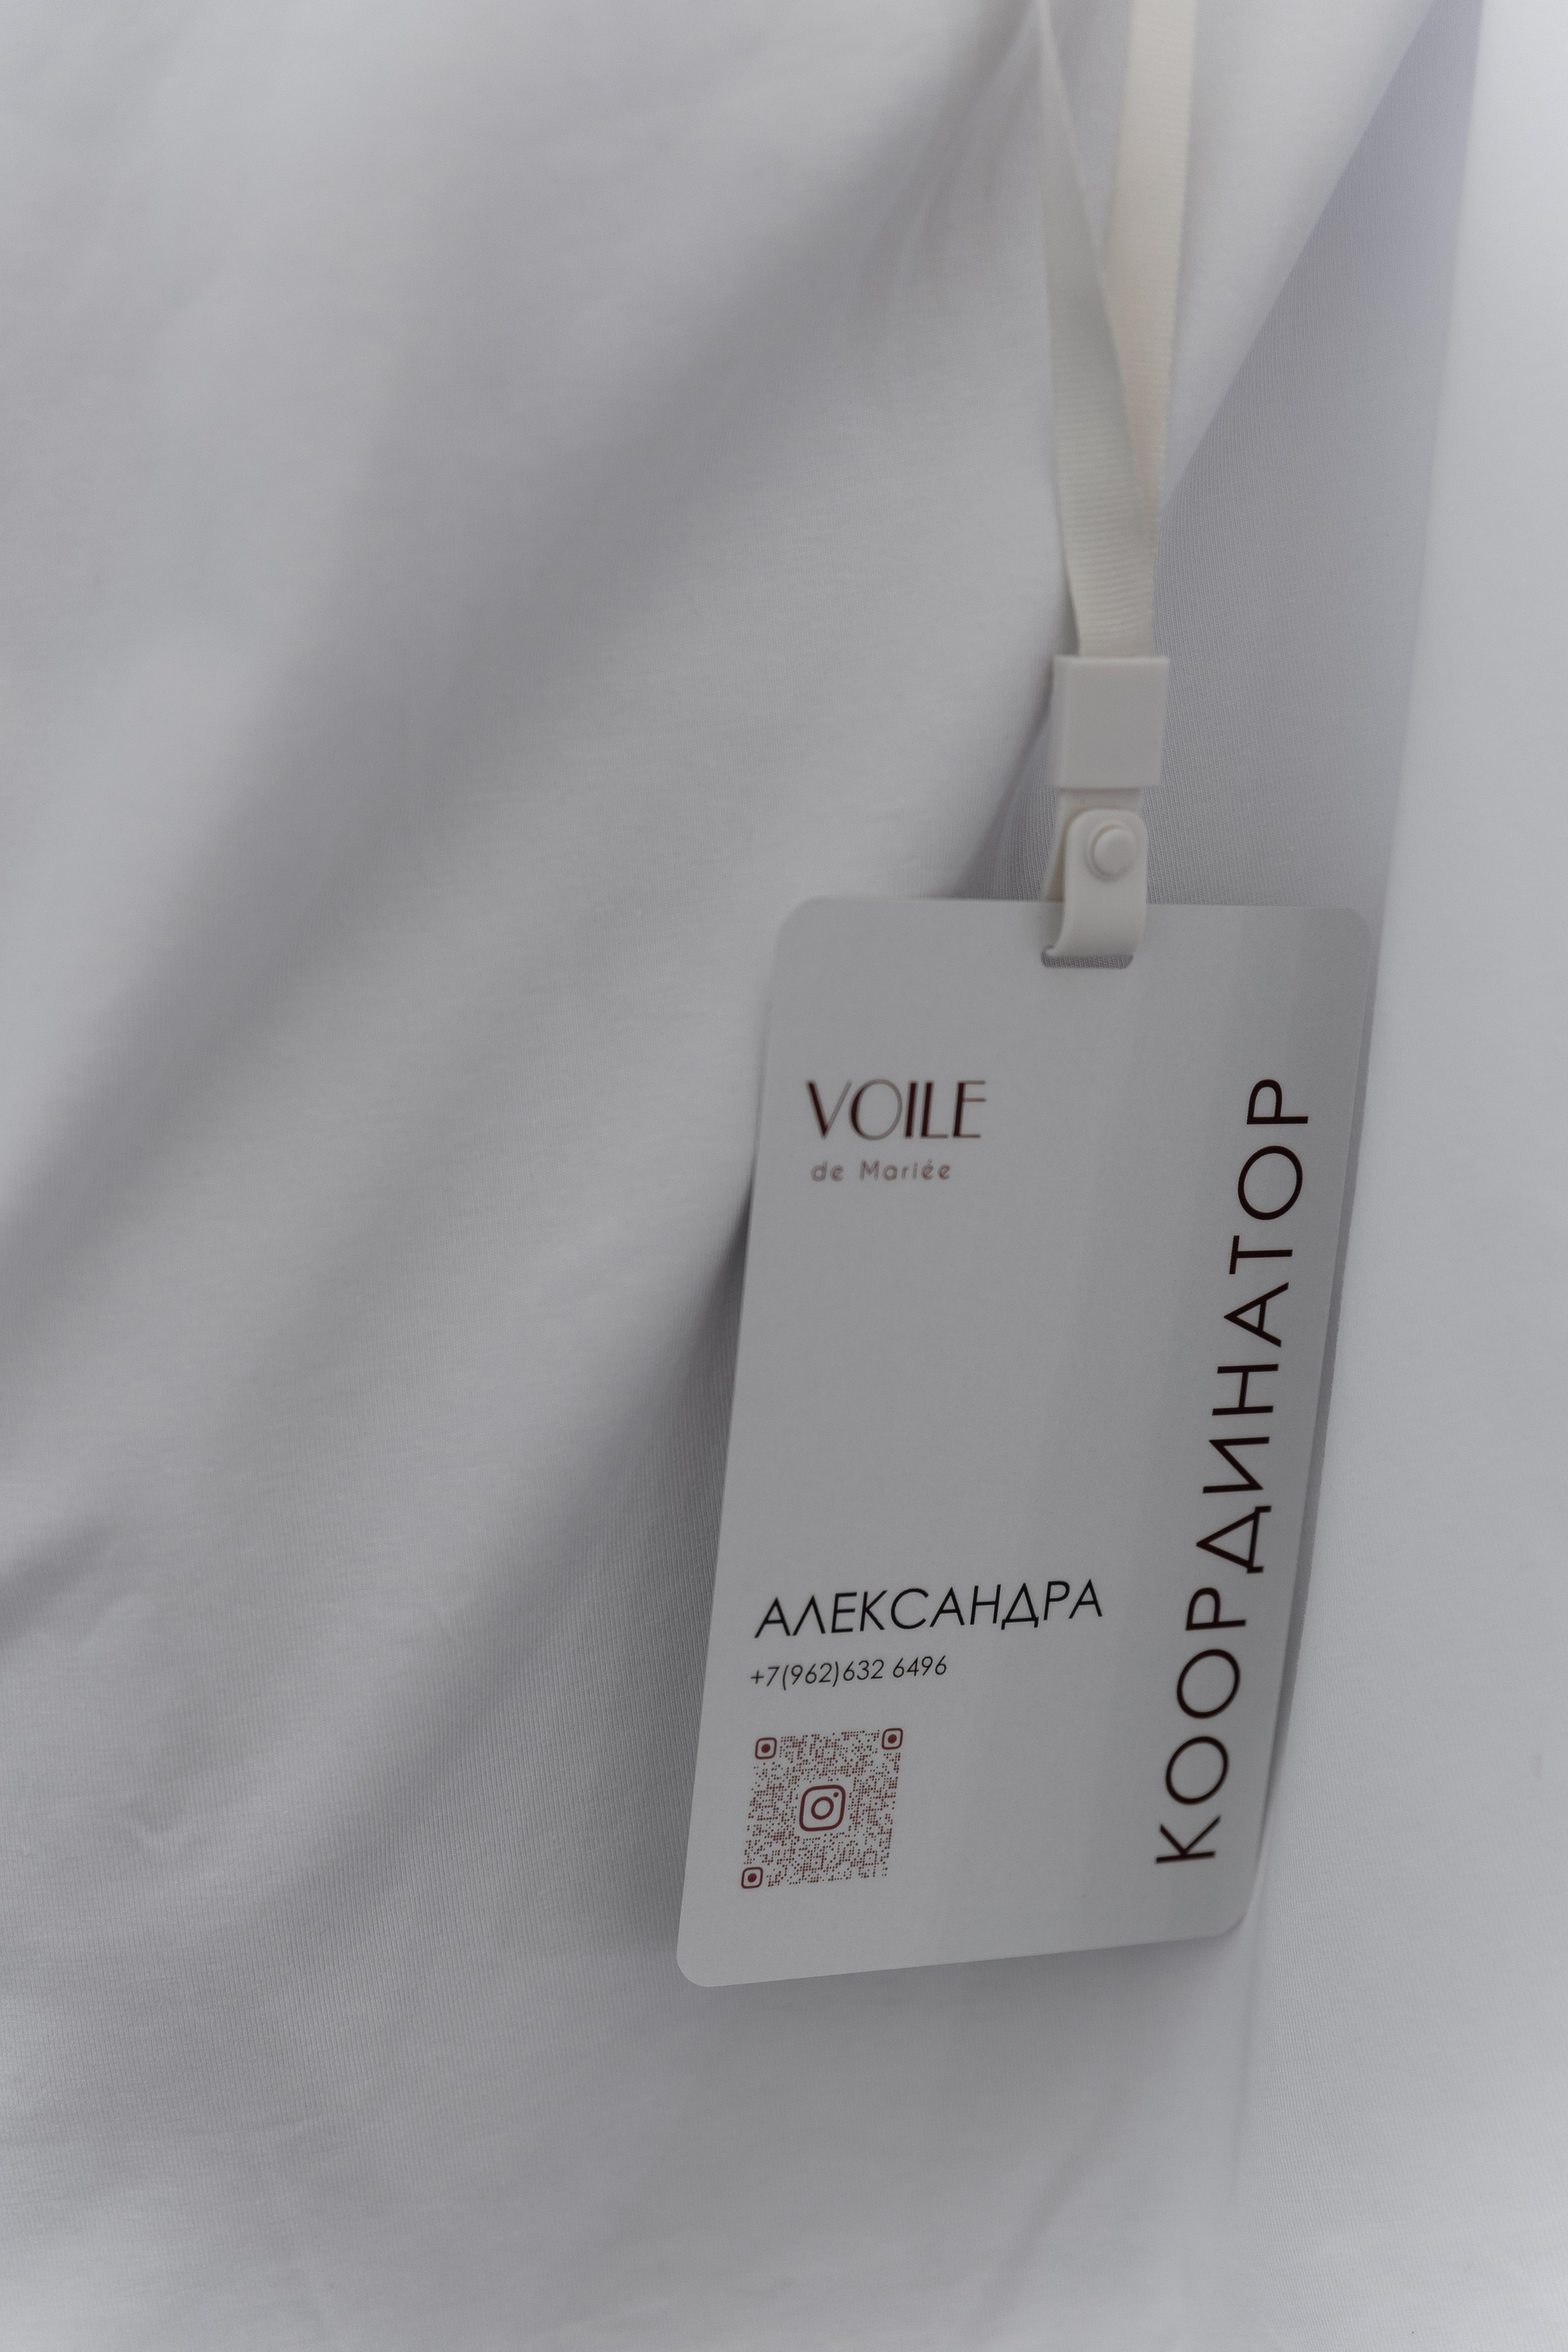 VOILE
de Mariée
КООРДИНАТОР
АЛЕКСАНДРА
+7(962)632 6496